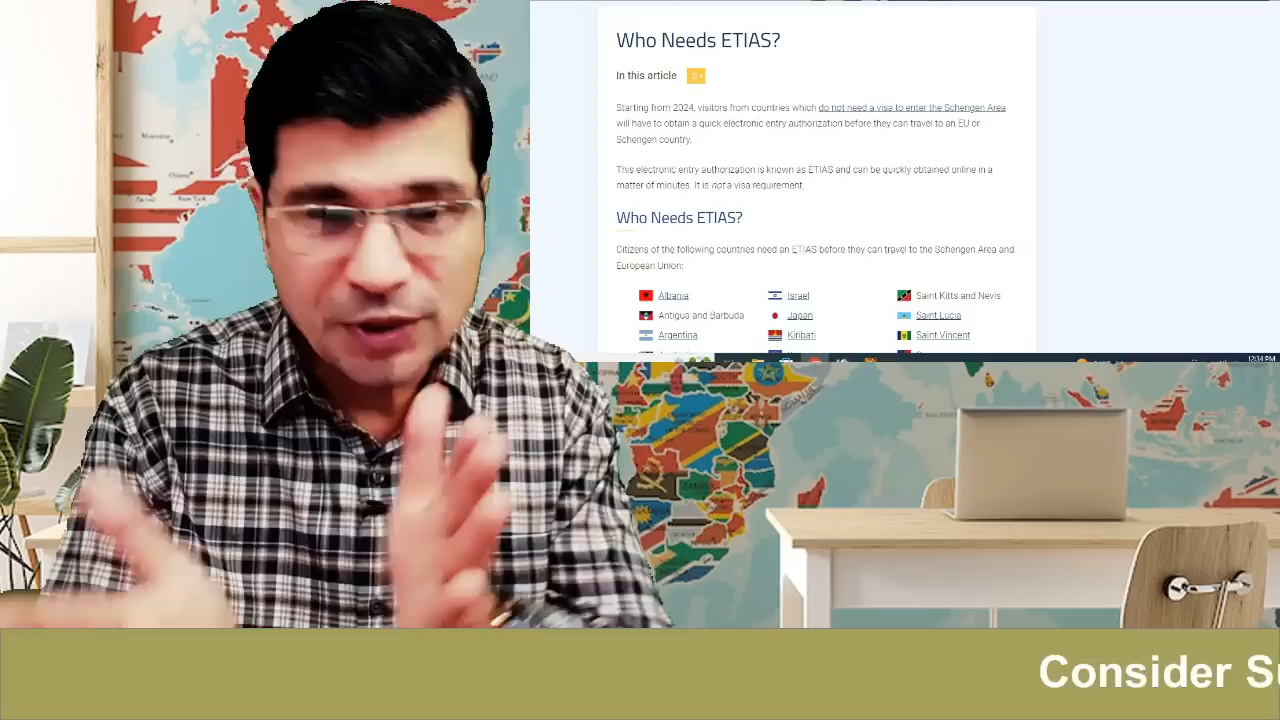 Who Needs ETIAS?
In this article
Starting from 2024, visitors from countries which do not need a visa to enter the Schengen Area
will have to obtain a quick electronic entry authorization before they can travel to an EU or
Schengen country.
This electronic entry authorization is known as ETIAS and can be quickly obtained online in a
matter of minutes. It is not a visa requirement.
Who Needs ETIAS?
Citizens of the following countries need an ETIAS before they can travel to the Schengen Area and
European Union:
Albania Israel Saint Kitts and Nevis
Antigua and Barbuda Japan Saint Lucia
Argentina Kiribati Saint Vincent
12:34 PM
Consider S